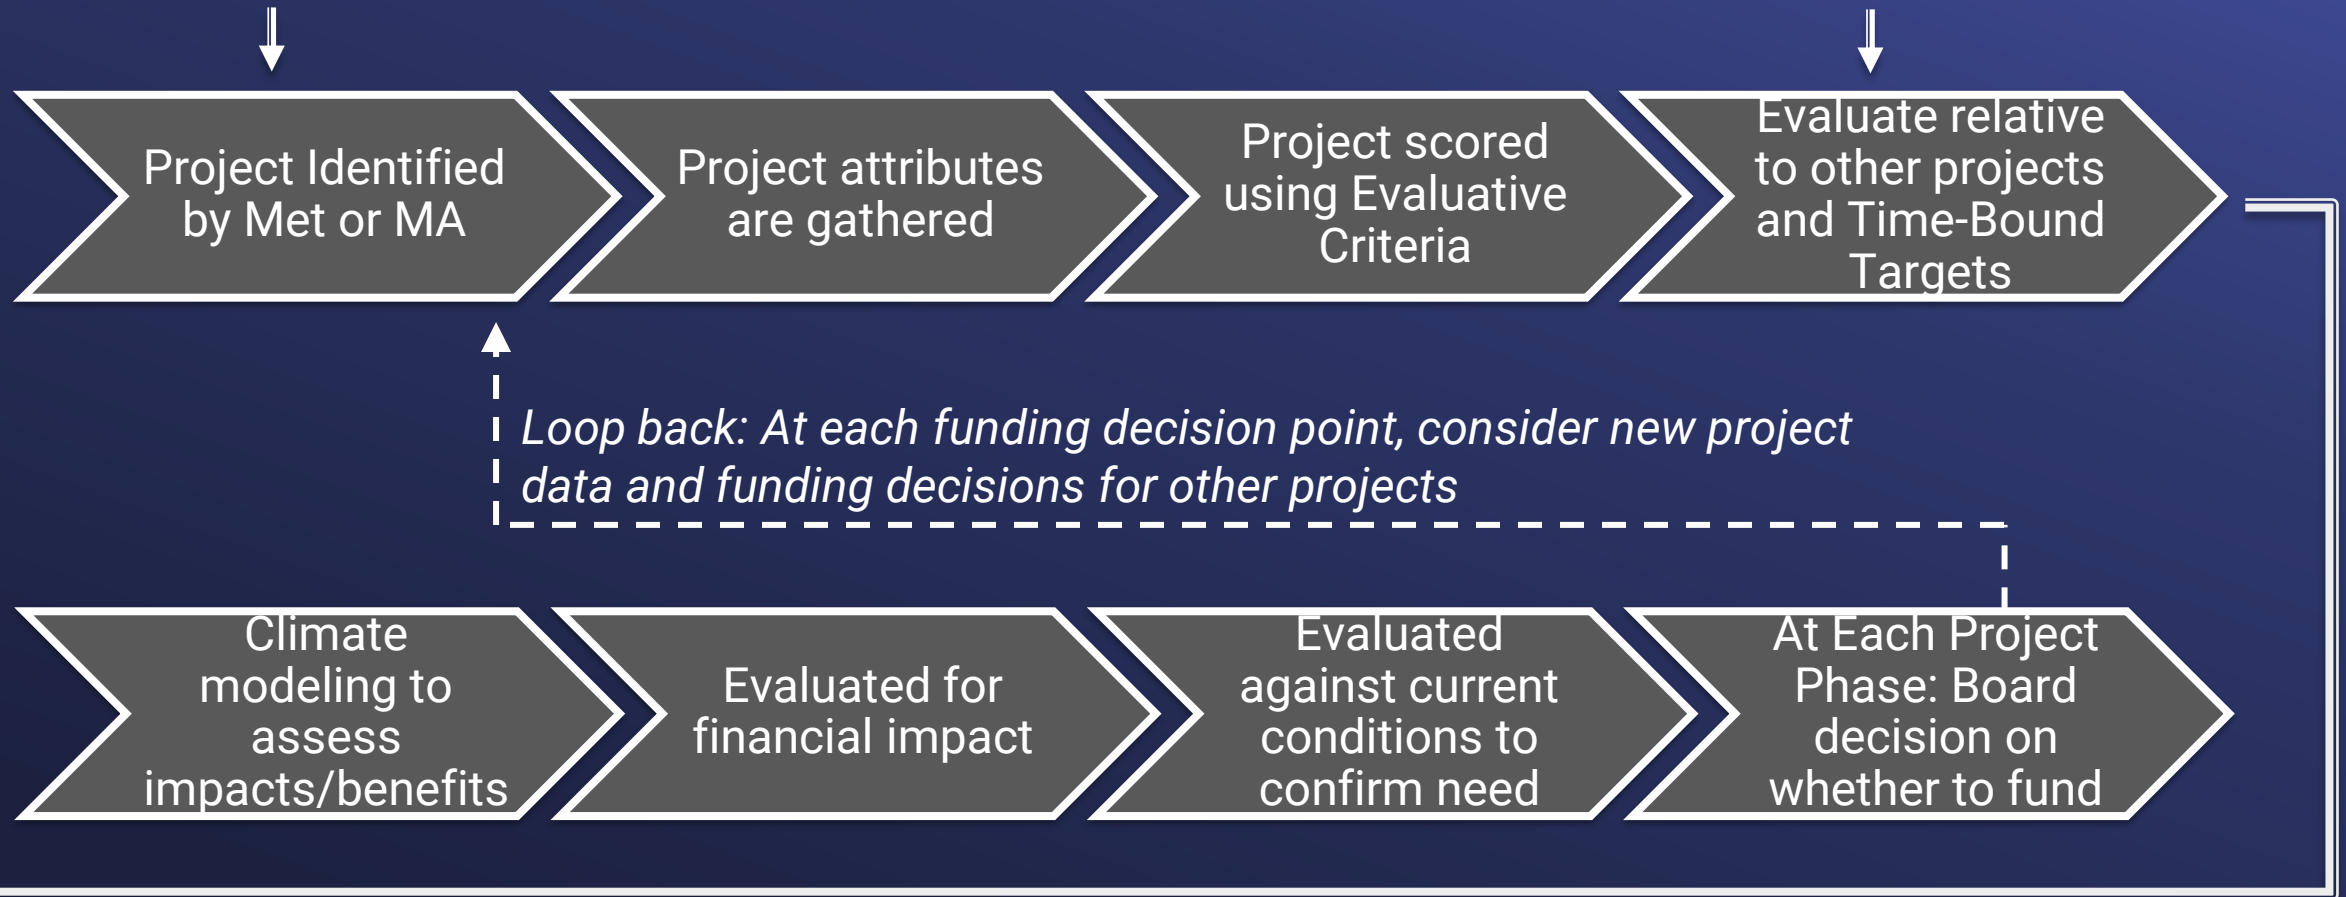 Project Identified
by Met or MA
Project attributes
are gathered
Project scored
using Evaluative
Criteria
Evaluate relative
to other projects
and Time-Bound
Targets
Loop back: At each funding decision point, consider new project
data and funding decisions for other projects
Climate
modeling to
assess
impacts/benefits
Evaluated for
financial impact
Evaluated
against current
conditions to
confirm need
At Each Project
Phase: Board
decision on
whether to fund